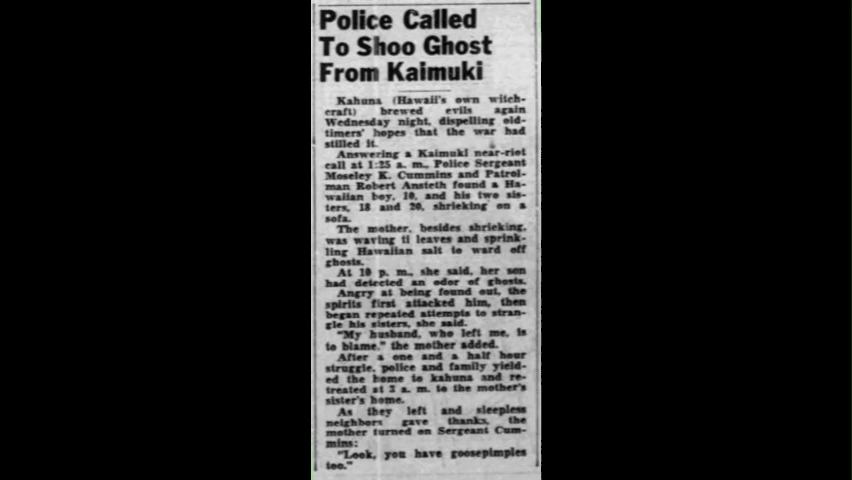 Police Called
To Shoo Ghost
From Kaimuki
Kahuna (Hawaii's own witch-
craft) brewed evils again
Wednesday night, dispelling old-
timers' hopes that the war had
stilled it.
Answering a Kaimuki near-riot
call at 1:25 a. m., Police Sergeant
Moseley K. Cummins and Patrol-
man Robert Ansteth found a Ha-
waiian boy, 10, and his two sis-
ters, 18 and 20, shrieking on a
sofa.
The mother, besides shrieking,
was waving ti leaves and sprink-
ling Hawaiian salt to ward off
ghosts.
At 10 p. m., she said, her son
had detected an odor of ghosts.
Angry at being found out, the
spirits first attacked him, then
began repeated attempts to stran-
gle his sisters, she said.
"My husband, who left me, is
to blame," the mother added.
After a one and a half hour
struggle, police and family yield-
ed the home to kahuna and re-
treated at 3 a. m. to the mother's
sister's home.
As they left and sleepless
neighbors gave thanks, the
mother turned on Sergeant Cum-
mins:
"Look, you have goosepimples
too."